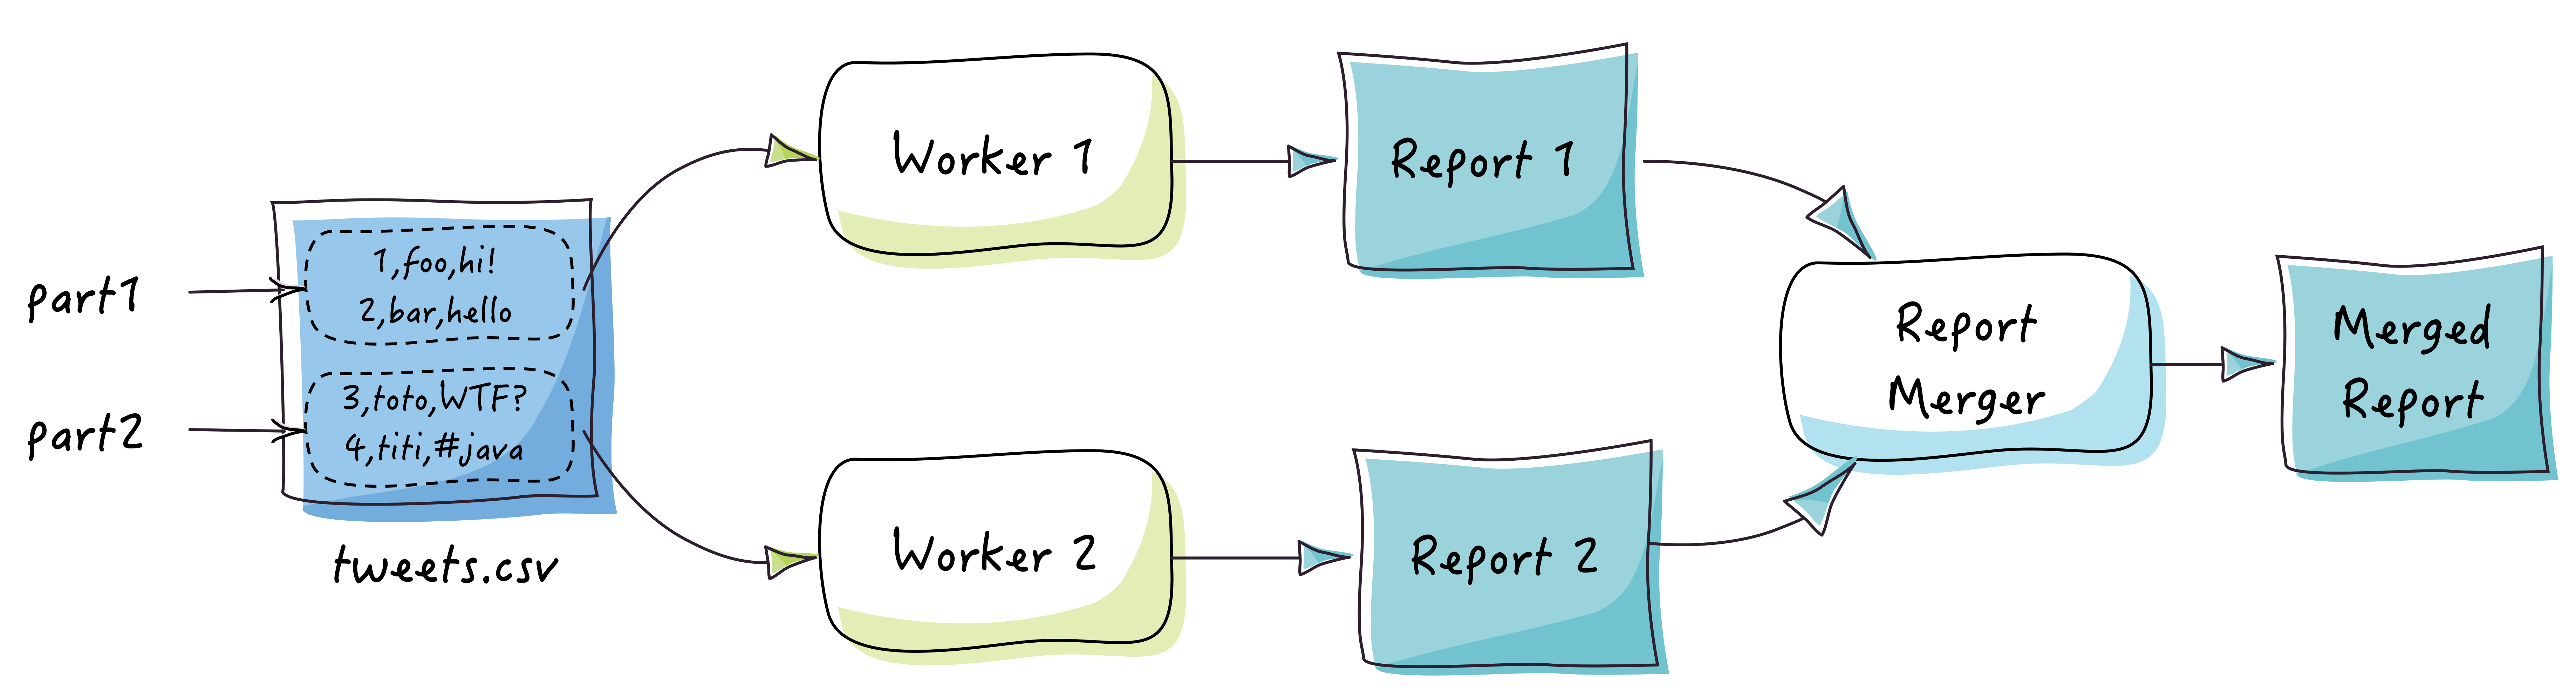 part1
part2
1,foo,hi!
2,bar,hello
3,toto,WTF?
4,titi,#java
tweets.csv
Worker 1
Worker 2
Report 1
Report 2
Report
Merger
Merged
Report